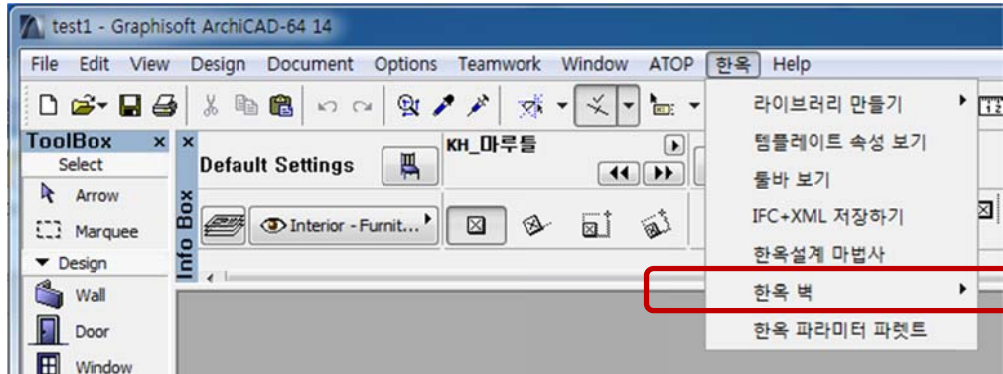 test1 - Graphisoft ArchiCAD-64 14
File Edit View Design Document Options Teamwork Window ATOP 한옥 Help
ToolBox
Select
Arrow
Marquee
Design
Wall
Door
Window
Info Box
Default Settings
KH_마루틀
Interior - Furnit...
라이브러리 만들기
템플레이트 속성 보기
툴바 보기
IFC+XML 저장하기
한옥설계 마법사
한옥 벽
한옥 파라미터 파렛트